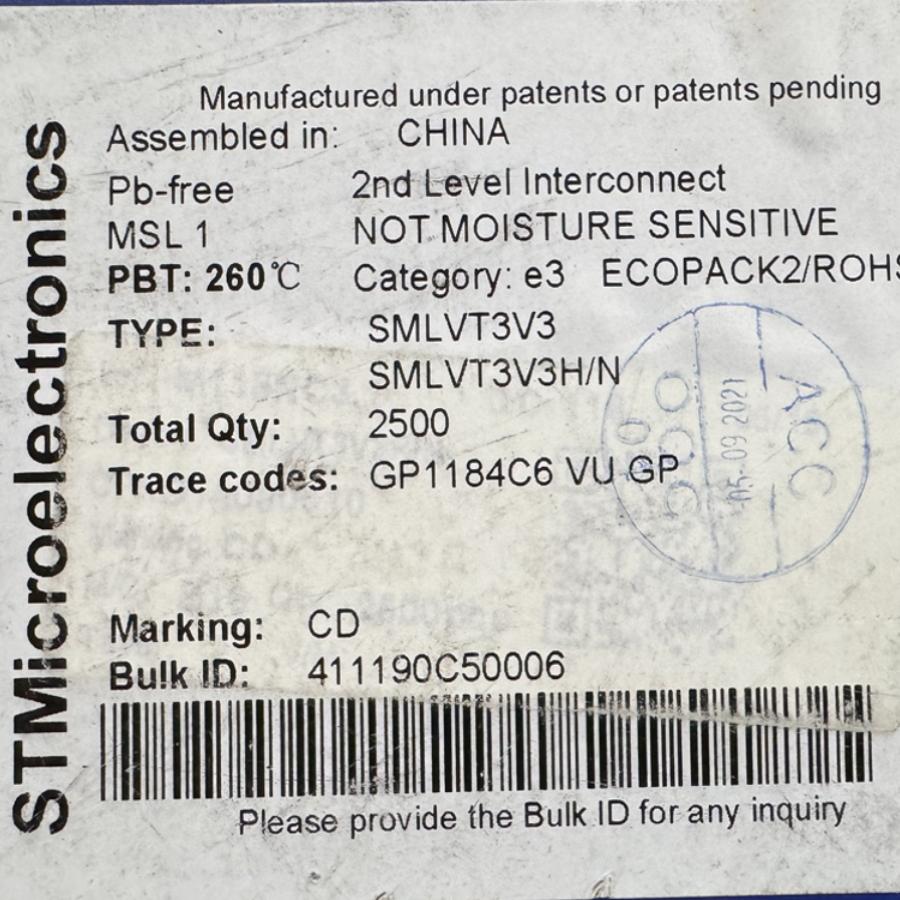 STMicroelectronics
Manufactured under patents or patents pending
Assembled in: CHINA
Pb-free 2nd Level Interconnect
MSL 1 NOT MOISTURE SENSITIVE
PBT: 260℃ Category: e3 ECOPACK2/ROHS
TYPE: SMLVT3V3
SMLVT3V3H/N
Total Qty: 2500
Trace codes: GP1184C6 VU GP
ACC
05-09 2021
Marking: CD
Bulk ID: 411190C50006
Please provide the Bulk ID for any inquiry